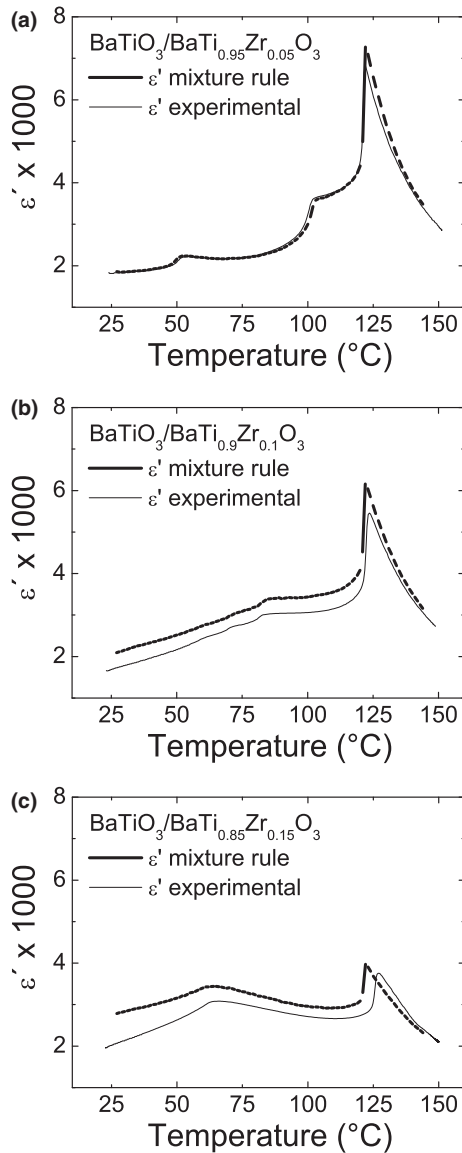 (a)
8
BaTiO₃/BaTi₀.₉₅Zr₀.₀₅O₃
ε' mixture rule
ε' experimental
6
4
2
ε´ x 1000
25 50 75 100 125 150
Temperature (°C)
(b)
8
BaTiO₃/BaTi₀.₉Zr₀.₁O₃
ε' mixture rule
ε' experimental
6
4
2
ε´ x 1000
25 50 75 100 125 150
Temperature (°C)
(c)
8
BaTiO₃/BaTi₀.₈₅Zr₀.₁₅O₃
ε' mixture rule
ε' experimental
6
4
2
ε´ x 1000
25 50 75 100 125 150
Temperature (°C)